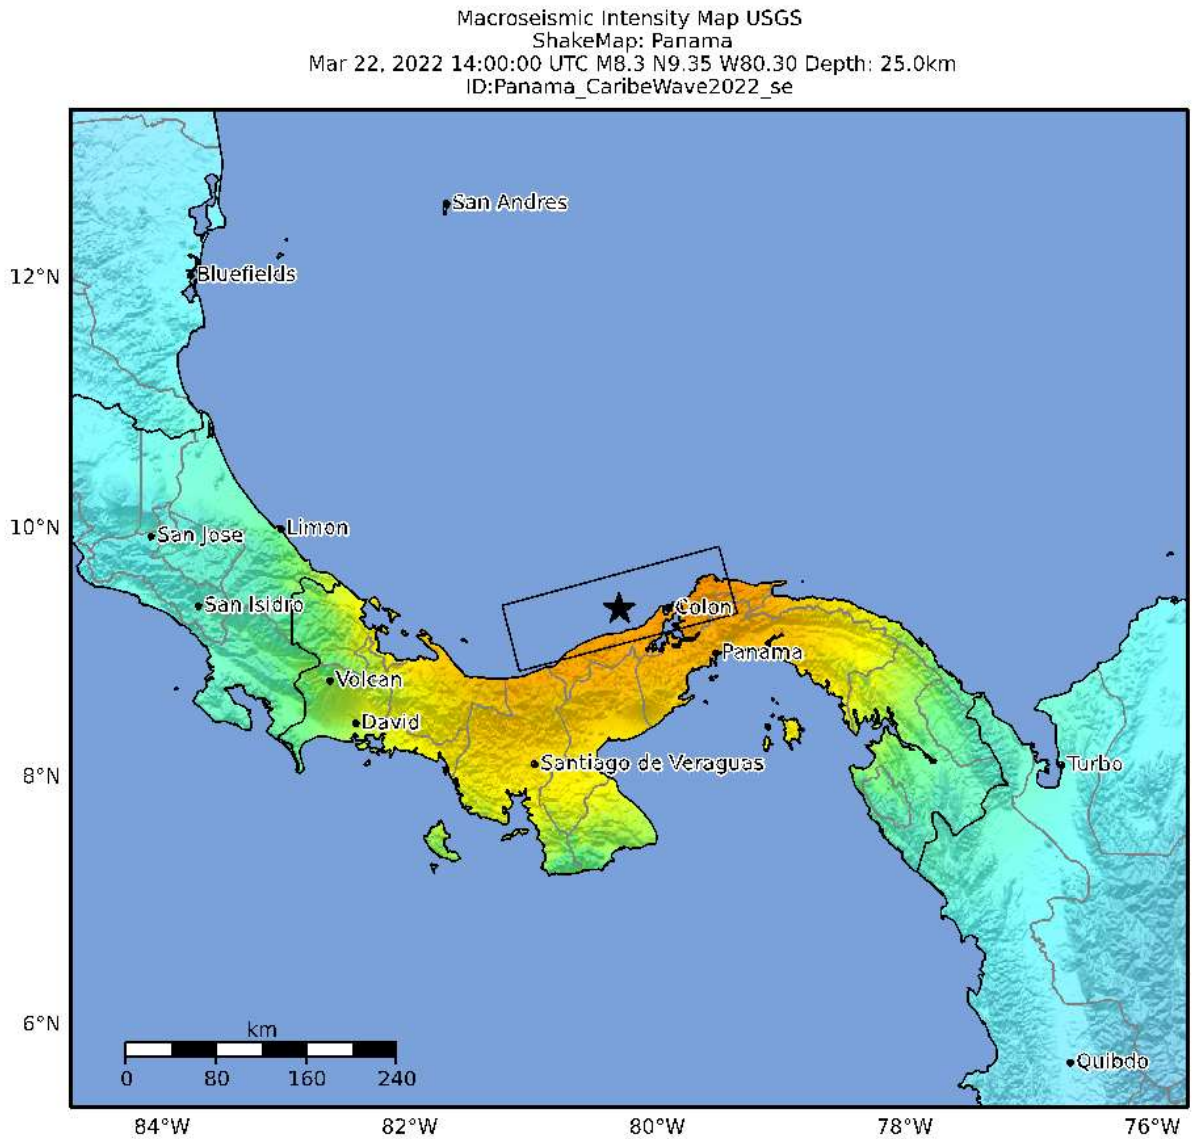 Macroseismic Intensity Map USGS
ShakeMap: Panama
Mar 22, 2022 14:00:00 UTC M8.3 N9.35 W80.30 Depth: 25.0km
ID:Panama_CaribeWave2022_se
San Andres
12°N
Bluefields
10°N
Limon
San Jose
San Isidro
Colon
Panama
Volcan
David
8°N
Santiago de Veraguas
Turbo
6°N
km
0 80 160 240
Quibdo
84°W 82°W 80°W 78°W 76°W